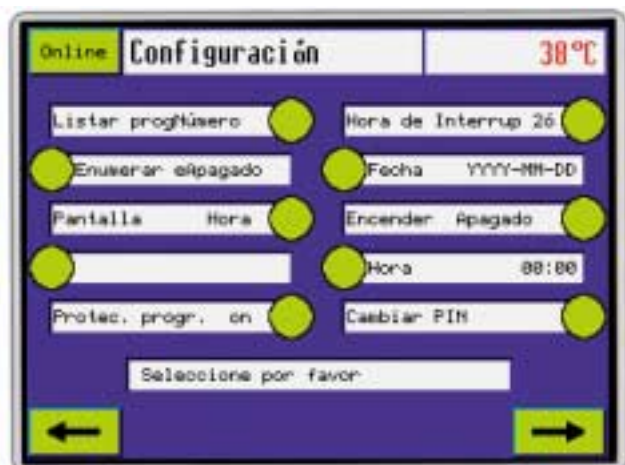 Online Configuración 38°C
Listar progNúmero Hora de Interrup 26
Enumerar eApagado Fecha YYYY-MM-DD
Pantalla Hora Encender Apagado
Hora 00:00
Protec. progr. on Cambiar PIN
Seleccione por favor